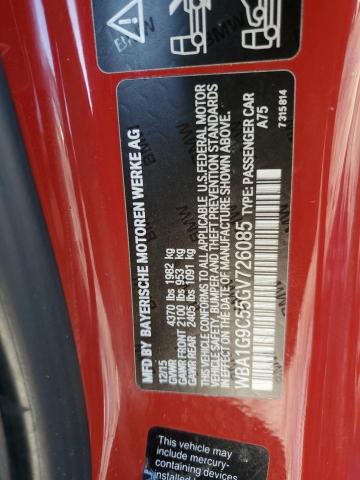 MFD BY BAYERISCHE MOTOREN WERKE AG
12/15
GVWR 4370 lbs 1982 kg
GAWR FRONT 2100 lbs 953 kg
GAWR REAR 2405 lbs 1091 kg
THIS VEHICLE CONFORMS TO ALL APPLICABLE U.S. FEDERAL MOTOR
VEHICLE SAFETY, BUMPER AND THEFT PREVENTION STANDARDS
IN EFFECT ON THE DATE OF MANUFACTURE SHOWN ABOVE.
WBA1G9C55GV726085 TYPE: PASSENGER CAR
A75
7315814
This vehicle may
include mercury-
containing devices